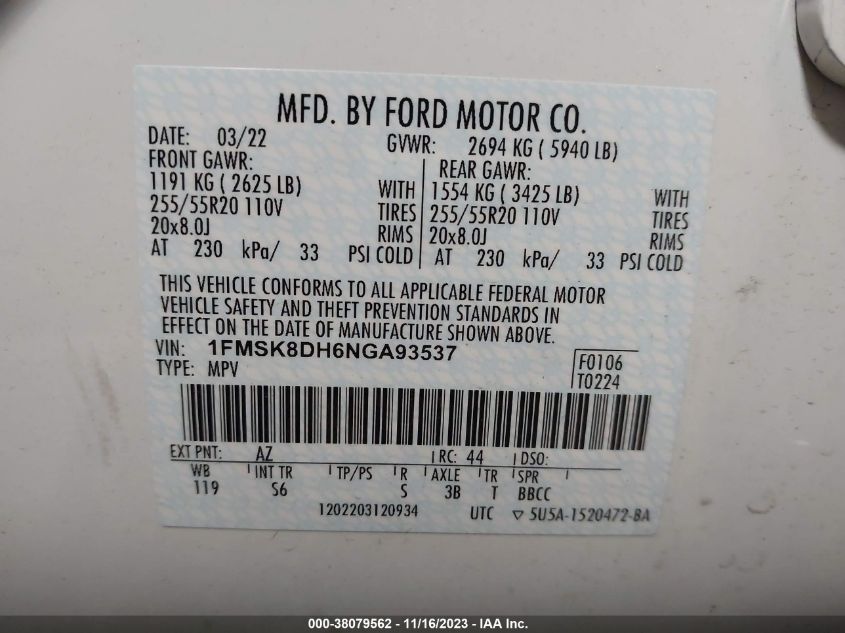 MFD. BY FORD MOTOR CO.
DATE: 03/22 GVWR: 2694 KG ( 5940 LB)
FRONT GAWR: REAR GAWR:
1191 KG ( 2625 LB) WITH 1554 KG ( 3425 LB) WITH
255/55R20 110V TIRES 255/55R20 110V TIRES
20x8.0J RIMS 20x8.0J RIMS
AT 230 kPa/ 33 PSI COLD AT 230 kPa/ 33 PSI COLD
THIS VEHICLE CONFORMS TO ALL APPLICABLE FEDERAL MOTOR
VEHICLE SAFETY AND THEFT PREVENTION STANDARDS IN
EFFECT ON THE DATE OF MANUFACTURE SHOWN ABOVE.
VIN: 1FMSK8DH6NGA93537
TYPE: MPV
F0106
T0224
EXT PNT: AZ RC: 44 DSO:
WB INT TR TP/PS R AXLE TR SPR
119 S6 S 3B T BBCC
1202203120934 UTC ▽ 5U5A-1520472-BA
000-38079562 - 11/16/2023 - IAA Inc.